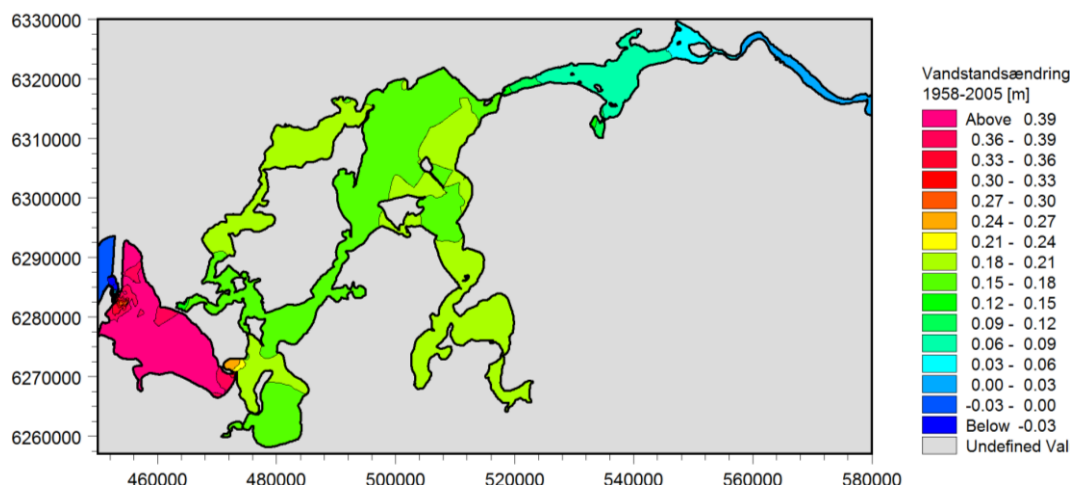 6330000
6320000
6310000
6300000
6290000
6280000
6270000
6260000
460000 480000 500000 520000 540000 560000 580000
Vandstandsændring
1958-2005 [m]
Above 0.39
0.36 - 0.39
0.33 - 0.36
0.30 - 0.33
0.27 - 0.30
0.24 - 0.27
0.21 - 0.24
0.18 - 0.21
0.15 - 0.18
0.12 - 0.15
0.09 - 0.12
0.06 - 0.09
0.03 - 0.06
0.00 - 0.03
-0.03 - 0.00
Below -0.03
Undefined Val